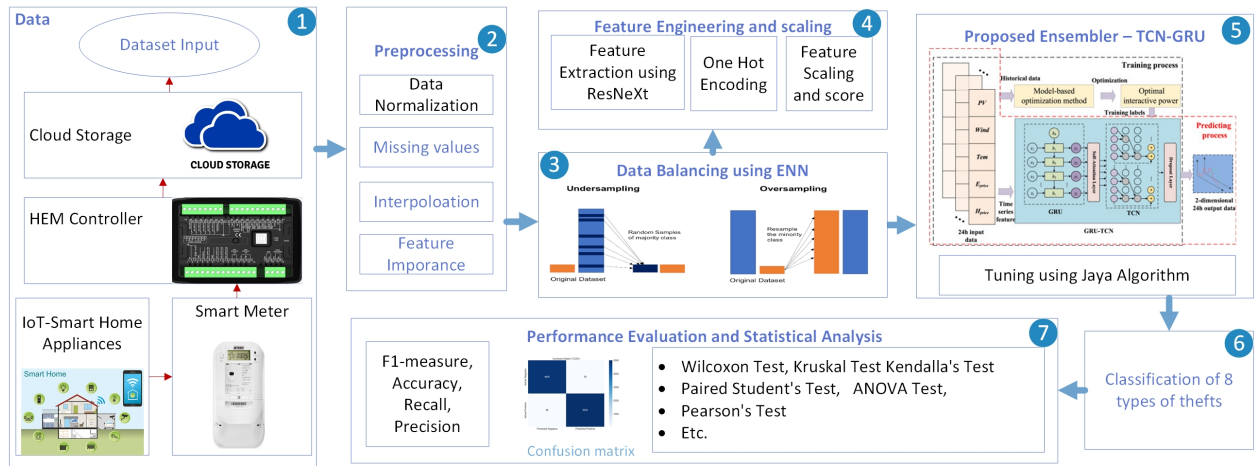 Data
1
Dataset Input
Cloud Storage
CLOUD STORAGE
HEM Controller
IoT-Smart Home
Appliances
Smart Home
Smart Meter
2
Preprocessing
Data
Normalization
Missing values
Interpoloation
Feature
Imporance
3
Data Balancing using ENN
Undersampling
Random Samples
of majority class
Original Dataset
Oversampling
Resample
the minority
class
Original Dataset
4
Feature Engineering and scaling
Feature
Extraction using
ResNeXt
One Hot
Encoding
Feature
Scaling
and score
5
Proposed Ensembler – TCN-GRU
Training process
Historical data
Model-based
optimization method
Optimization
Optimal
interactive power
Training labels
PV
Wind
Tem
E price
H price
24h input
data
Time
series
feature
GRU
Self-Attention Layer
TCN
Dropout Layer
GRU-TCN
Predicting
process
2-dimensional
24h output data
Tuning using Jaya Algorithm
6
Classification of 8
types of thefts
7
Performance Evaluation and Statistical Analysis
F1-measure,
Accuracy,
Recall,
Precision
Confusion matrix
• Wilcoxon Test, Kruskal Test Kendalla's Test
• Paired Student's Test, ANOVA Test,
• Pearson's Test
• Etc.